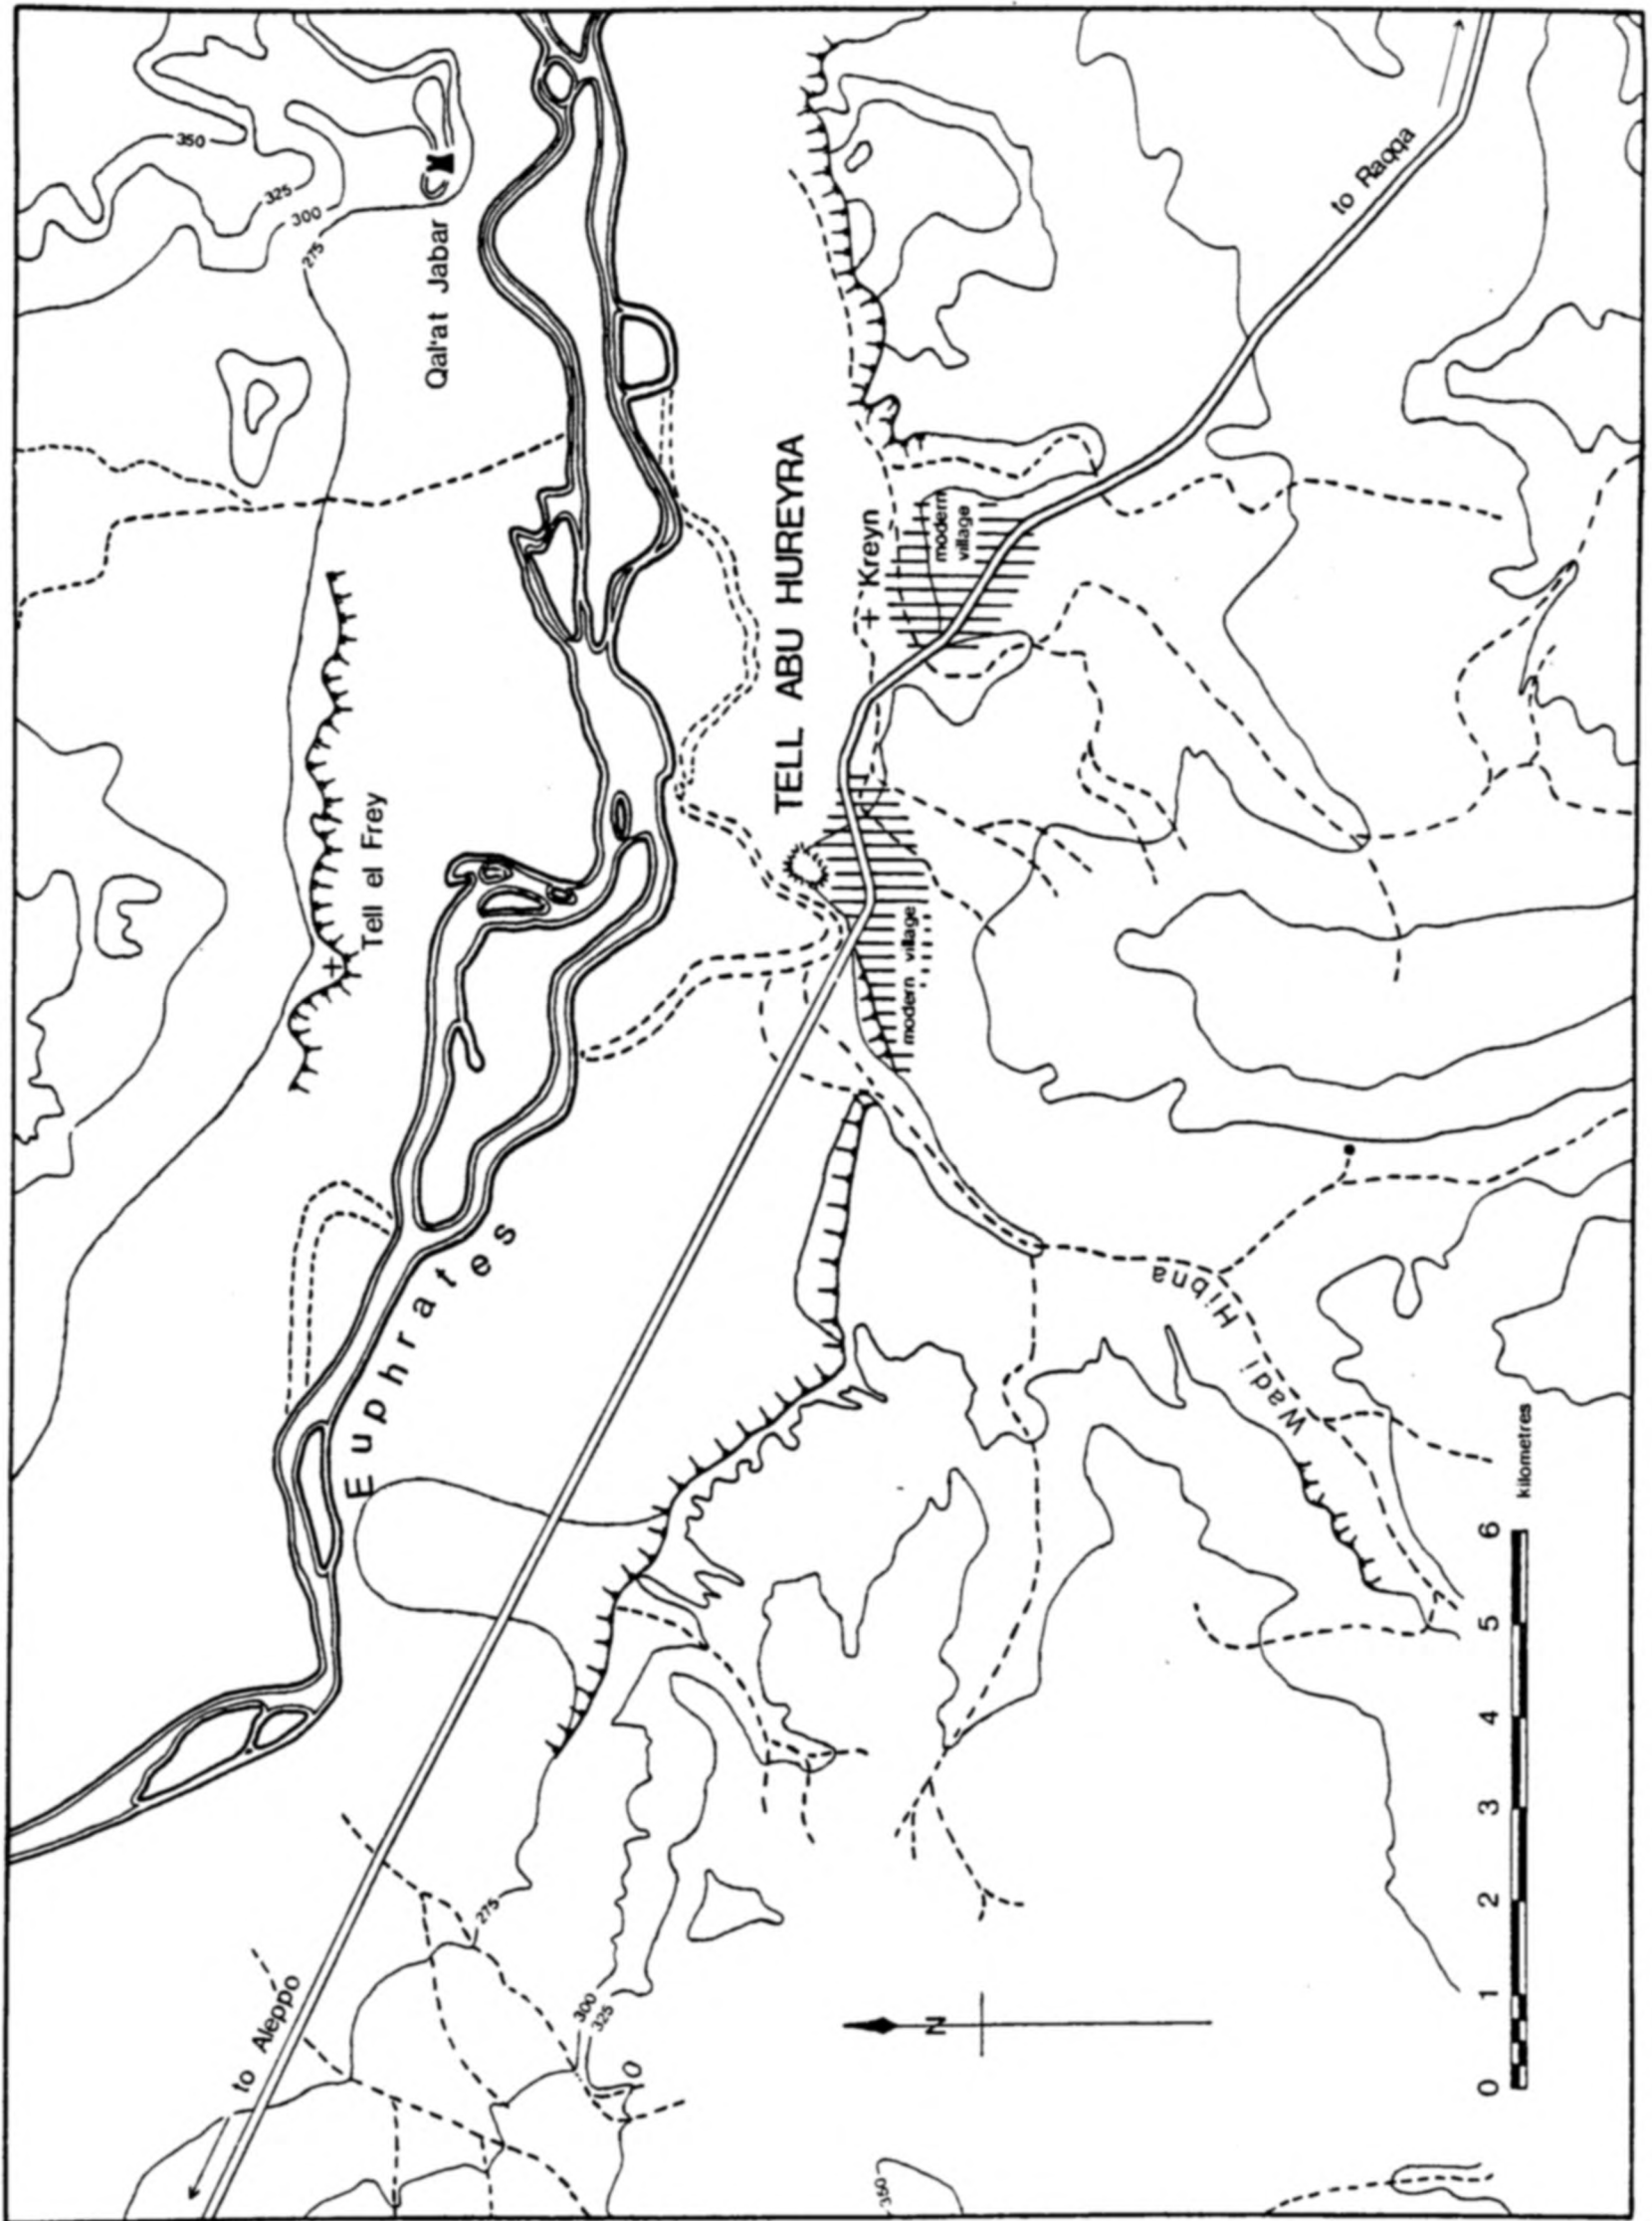 350
325
300
275
Qal'at Jabar
to Raqqa
TELL ABU HUREYRA
+ Kreyn
modern
village
Tell el Frey
+
modern village
Euphrates
Wadi Hibna
275
to Aleppo
300
325
350
N
0 1 2 3 4 5 6
kilometres